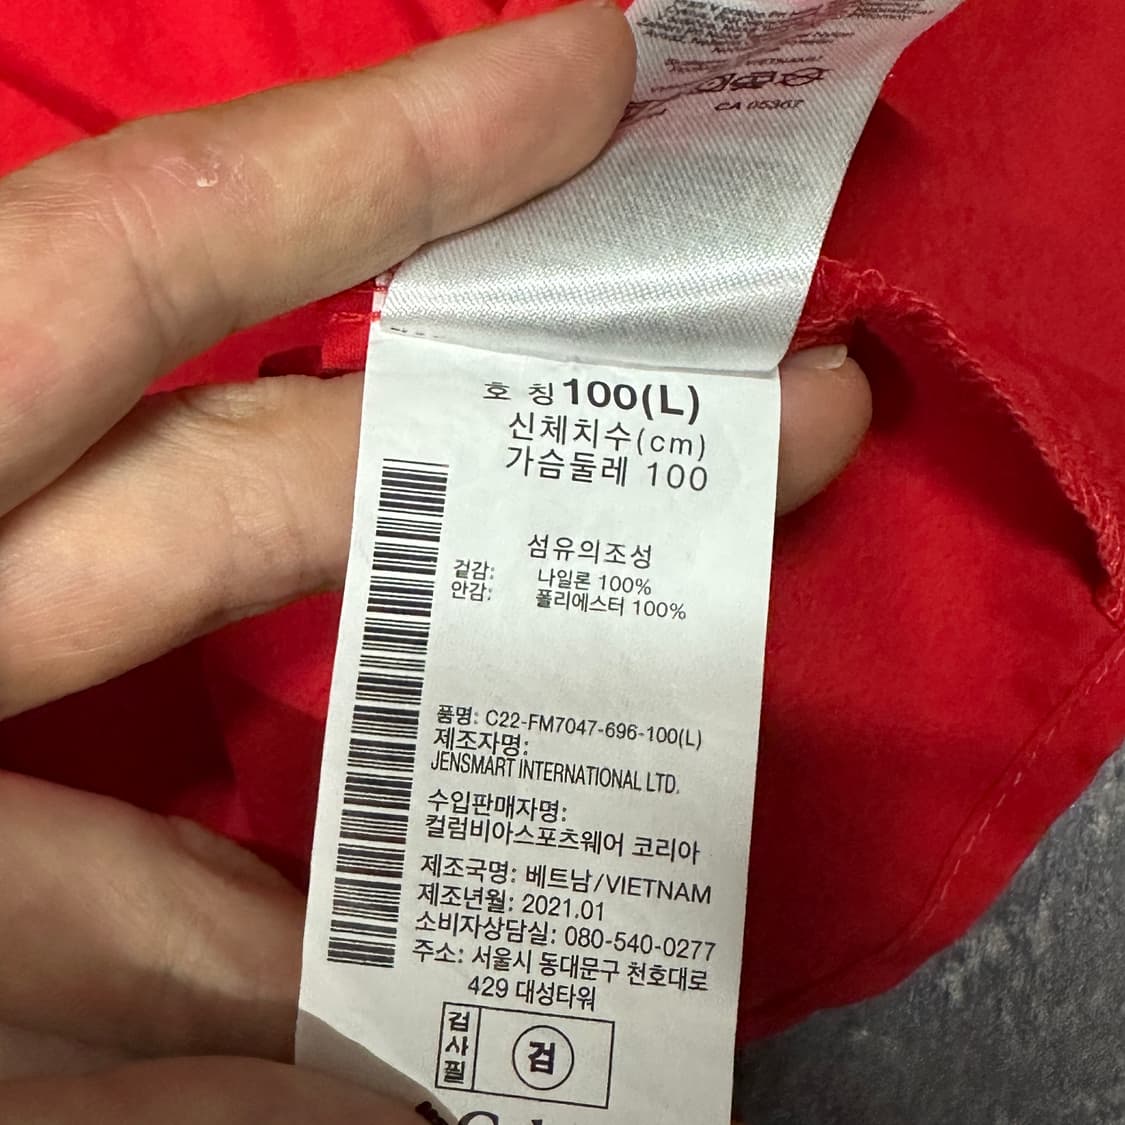 CA 05367
호 칭 100(L)
신체치수(cm)
가슴둘레 100
섬유의조성
겉감: 나일론 100%
안감: 폴리에스터 100%
품명: C22-FM7047-696-100(L)
제조자명:
JENSMART INTERNATIONAL LTD.
수입판매자명:
컬럼비아스포츠웨어 코리아
제조국명: 베트남/VIETNAM
제조년월: 2021.01
소비자상담실: 080-540-0277
주소: 서울시 동대문구 천호대로
429 대성타워
검사필
검